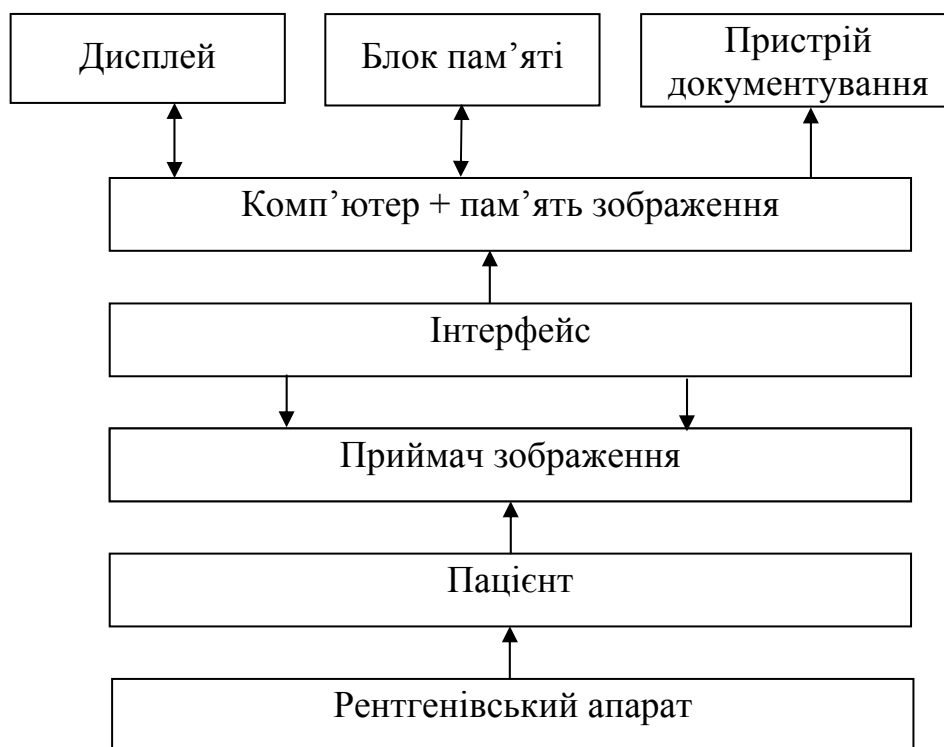 Дисплей
Блок пам’яті
Пристрій
документування
Комп’ютер + пам’ять зображення
Інтерфейс
Приймач зображення
Пацієнт
Рентгенівський апарат